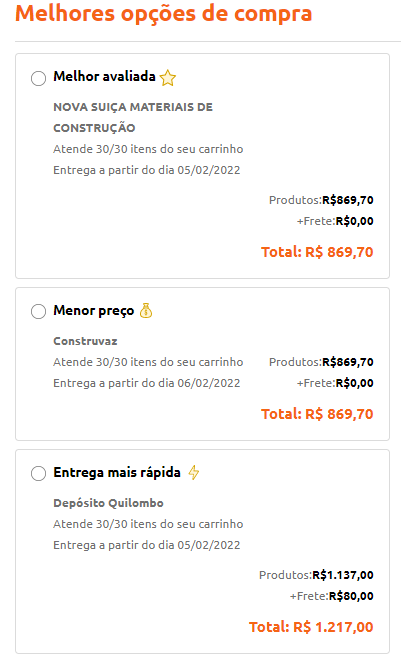 Melhores opções de compra
Melhor avaliada
NOVA SUIÇA MATERIAIS DE
CONSTRUÇÃO
Atende 30/30 itens do seu carrinho
Entrega a partir do dia 05/02/2022
Produtos:R$869,70
+Frete:R$0,00
Total: R$ 869,70
Menor preço
Construvaz
Atende 30/30 itens do seu carrinho
Produtos:R$869,70
Entrega a partir do dia 06/02/2022
+Frete:R$0,00
Total: R$ 869,70
Entrega mais rápida
Depósito Quilombo
Atende 30/30 itens do seu carrinho
Entrega a partir do dia 05/02/2022
Produtos:R$1.137,00
+Frete:R$80,00
Total: R$ 1.217,00